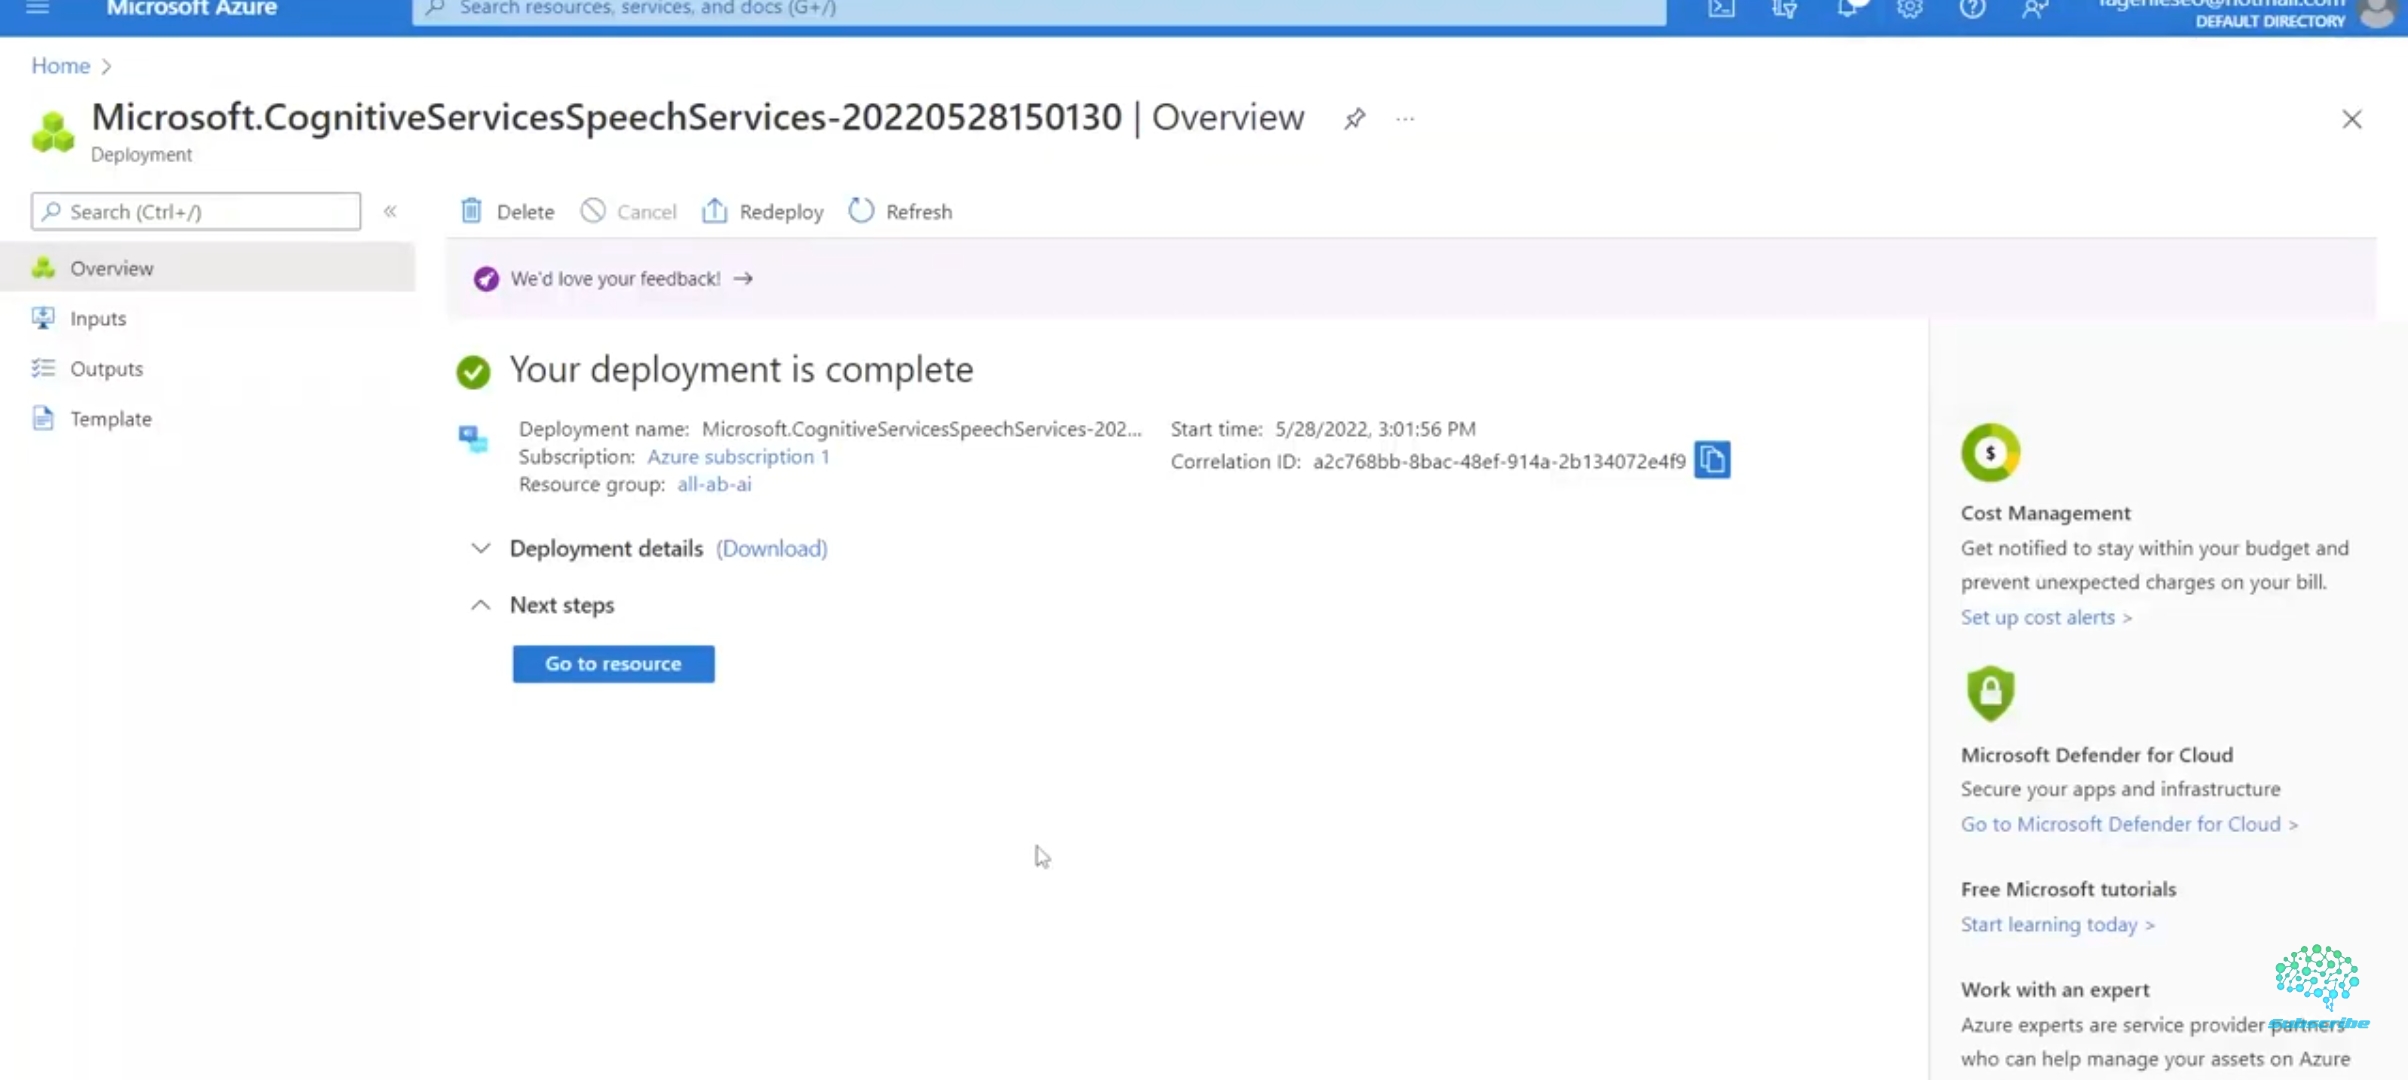 Microsoft Azure
Search resources, services, and docs (G+/)
DEFAULT DIRECTORY
Home >
Microsoft.CognitiveServicesSpeechServices-20220528150130 | Overview
Deployment
Search (Ctrl+/)
Delete Cancel Redeploy Refresh
Overview
Inputs
Outputs
Template
We'd love your feedback! →
Your deployment is complete
Deployment name: Microsoft.CognitiveServicesSpeechServices-202...
Subscription: Azure subscription 1
Resource group: all-ab-ai
Start time: 5/28/2022, 3:01:56 PM
Correlation ID: a2c768bb-8bac-48ef-914a-2b134072e4f9
Deployment details (Download)
Next steps
Go to resource
$
Cost Management
Get notified to stay within your budget and
prevent unexpected charges on your bill.
Set up cost alerts >
Microsoft Defender for Cloud
Secure your apps and infrastructure
Go to Microsoft Defender for Cloud >
Free Microsoft tutorials
Start learning today >
Work with an expert
Azure experts are service provider partners
who can help manage your assets on Azure
Subscribe